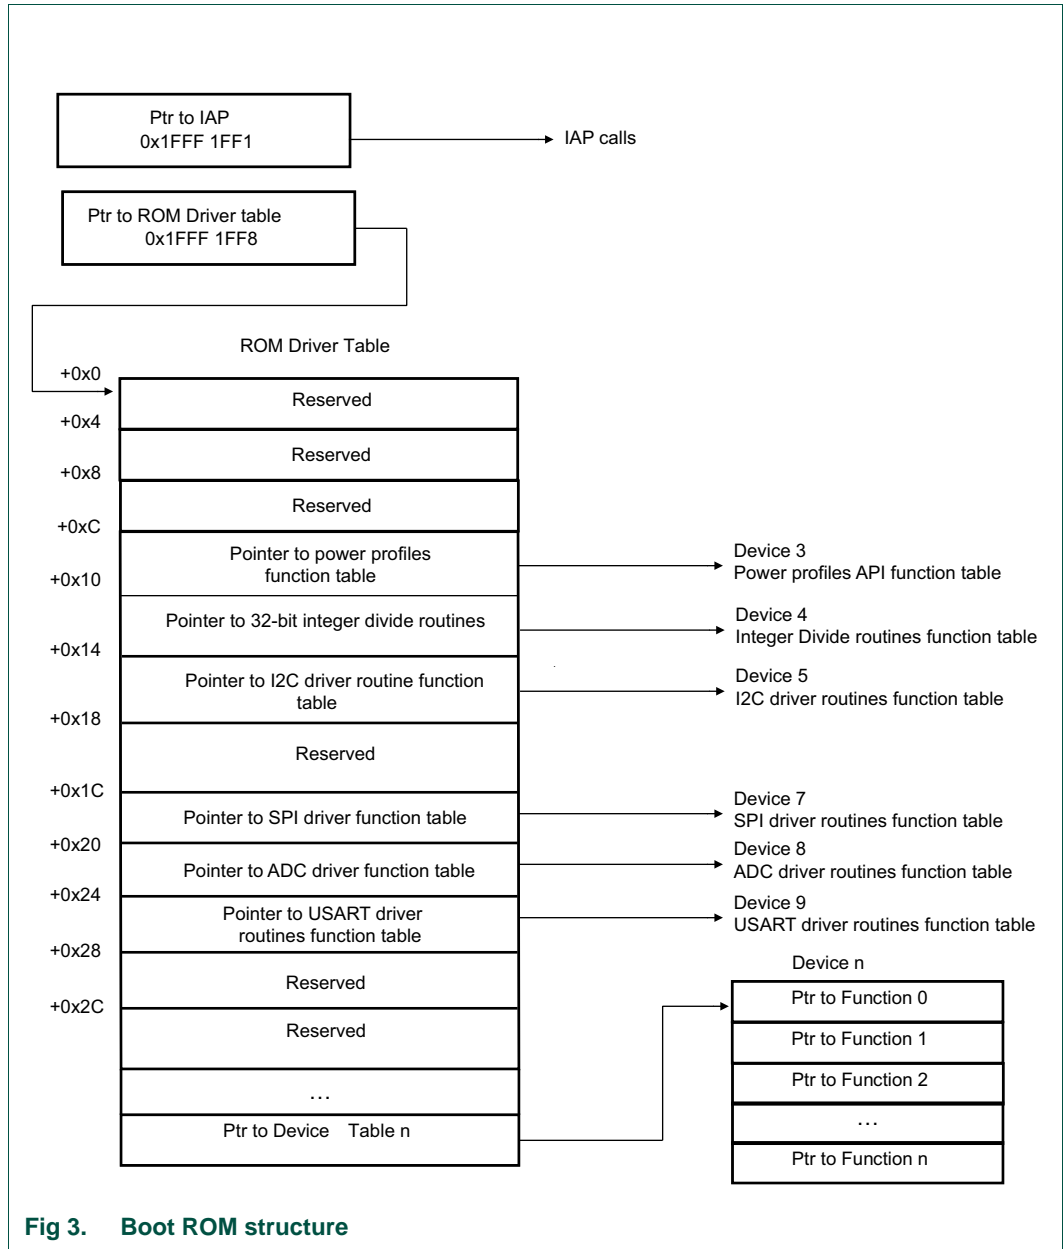 Ptr to IAP
0x1FFF 1FF1
IAP calls
Ptr to ROM Driver table
0x1FFF 1FF8
ROM Driver Table
+0x0
Reserved
+0x4
Reserved
+0x8
Reserved
+0xC
Pointer to power profiles
function table
Device 3
Power profiles API function table
+0x10
Pointer to 32-bit integer divide routines
Device 4
Integer Divide routines function table
+0x14
Pointer to I2C driver routine function
table
Device 5
I2C driver routines function table
+0x18
Reserved
+0x1C
Pointer to SPI driver function table
Device 7
SPI driver routines function table
+0x20
Pointer to ADC driver function table
Device 8
ADC driver routines function table
+0x24
Pointer to USART driver
routines function table
Device 9
USART driver routines function table
+0x28
Reserved
+0x2C
Reserved
...
Ptr to Device Table n
Device n
Ptr to Function 0
Ptr to Function 1
Ptr to Function 2
...
Ptr to Function n
Fig 3. Boot ROM structure